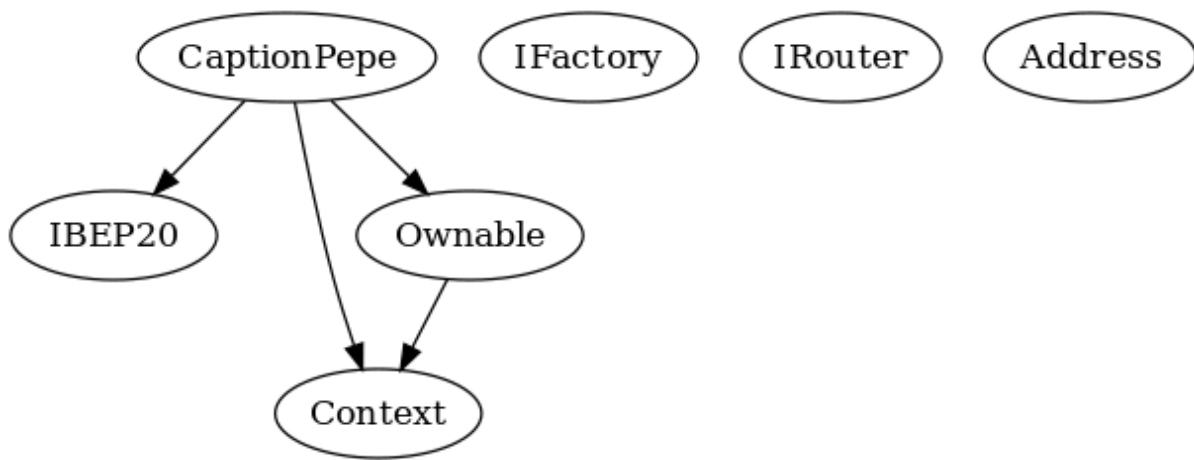 CaptionPepe
IFactory
IRouter
Address
IBEP20
Ownable
Context